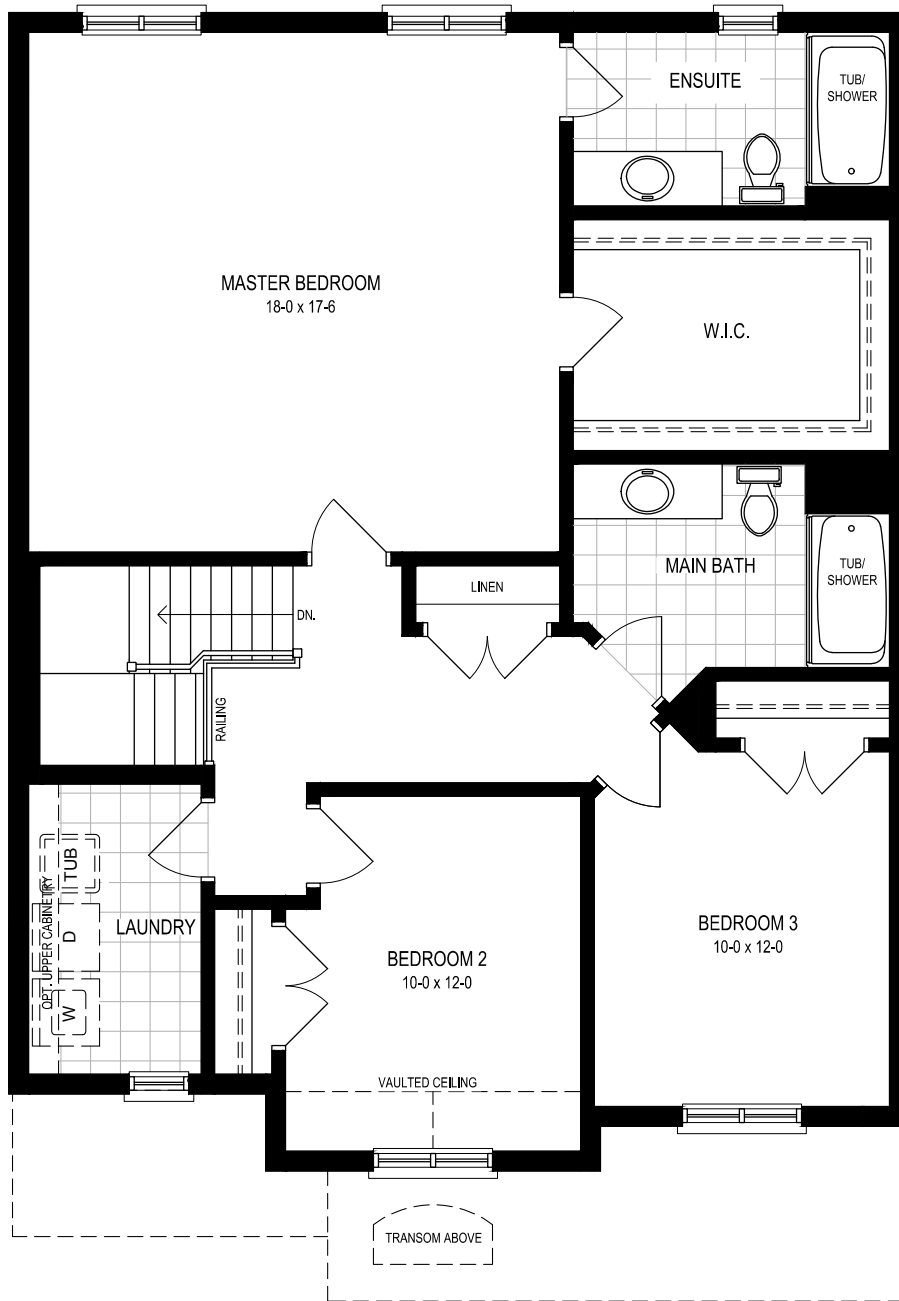 ENSUITE
TUB/
SHOWER
MASTER BEDROOM
18-0 x 17-6
W.I.C.
MAIN BATH
TUB/
SHOWER
LINEN
DN.
RAILING
OPT. UPPER CABINETRY
TUB
D
W
LAUNDRY
BEDROOM 2
10-0 x 12-0
BEDROOM 3
10-0 x 12-0
VAULTED CEILING
TRANSOM ABOVE